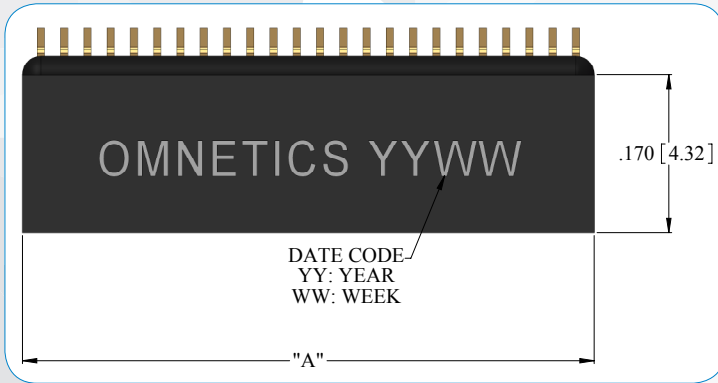 OMNETICS YYWW
.170 [4.32]
DATE CODE
YY: YEAR
WW: WEEK
"A"